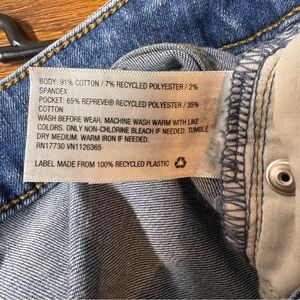 BODY: 91% COTTON / 7% RECYCLED POLYESTER / 2%
SPANDEX
POCKET: 65% REPREVE® RECYCLED POLYESTER / 35%
COTTON
WASH BEFORE WEAR. MACHINE WASH WARM WITH LIKE
COLORS. ONLY NON-CHLORINE BLEACH IF NEEDED. TUMBLE
DRY MEDIUM. WARM IRON IF NEEDED.
RN17730 VN1126365
LABEL MADE FROM 100% RECYCLED PLASTIC